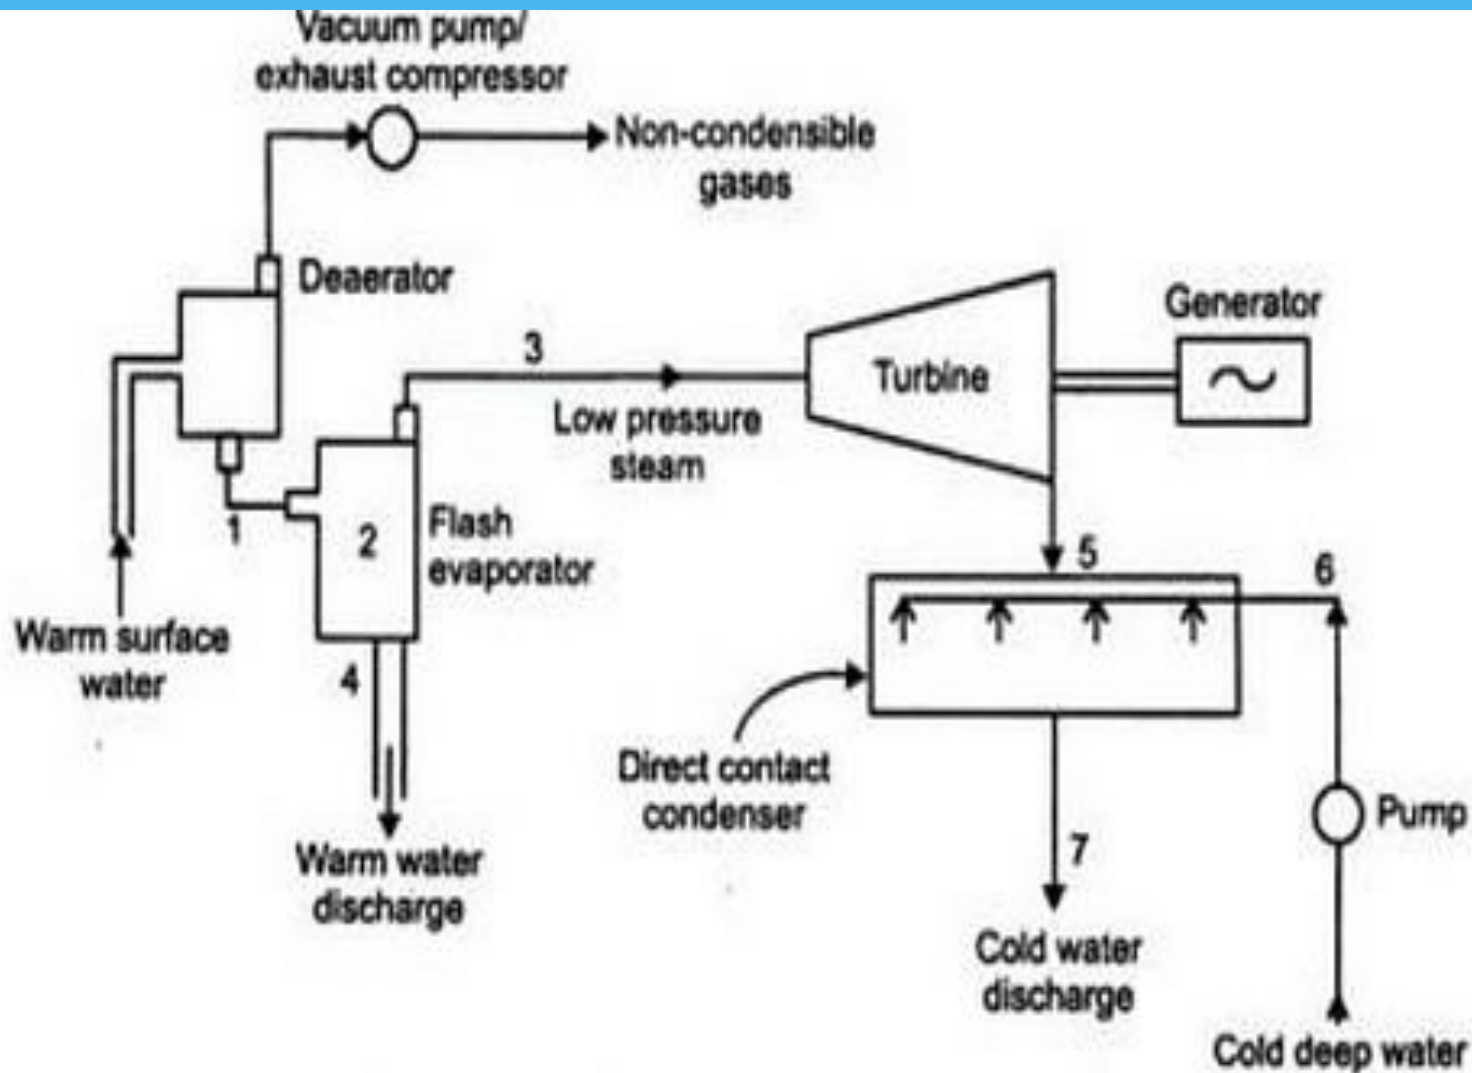 Vacuum pump/
exhaust compressor
Non-condensible
gases
Deaerator
Generator
3
Turbine
Low pressure
steam
1
2
Flash
evaporator
5
6
Warm surface
water
4
Direct contact
condenser
Pump
7
Warm water
discharge
Cold water
discharge
Cold deep water